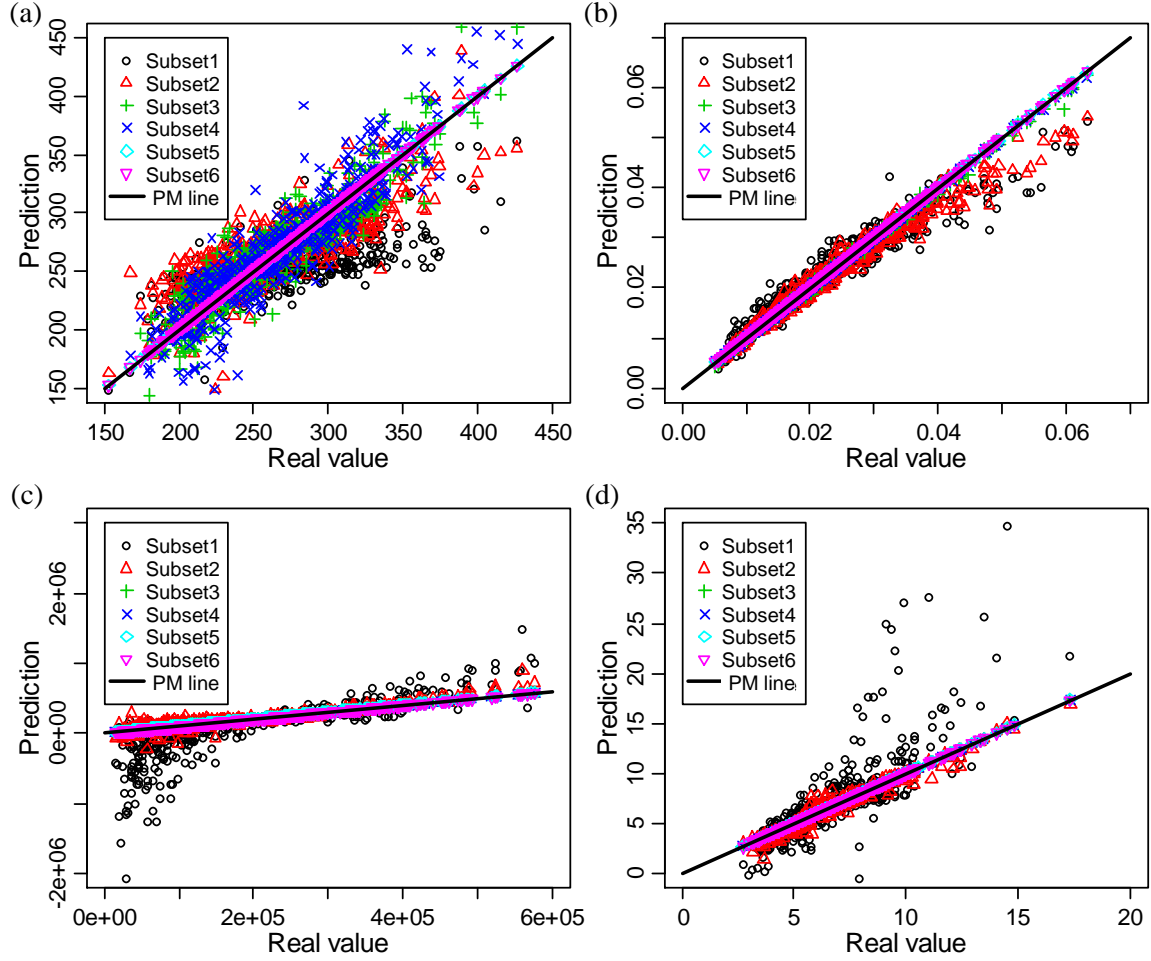 (a)
450
400
350
300
250
200
150
Prediction
Subset1
Subset2
Subset3
Subset4
Subset5
Subset6
PM line
150 200 250 300 350 400 450
Real value
(b)
0.06
0.04
0.02
0.00
Prediction
Subset1
Subset2
Subset3
Subset4
Subset5
Subset6
PM line
0.00 0.02 0.04 0.06
Real value
(c)
2e+06
0e+00
-2e+06
Prediction
Subset1
Subset2
Subset3
Subset4
Subset5
Subset6
PM line
0e+00 2e+05 4e+05 6e+05
Real value
(d)
35
30
25
20
15
10
5
0
Prediction
Subset1
Subset2
Subset3
Subset4
Subset5
Subset6
PM line
0 5 10 15 20
Real value